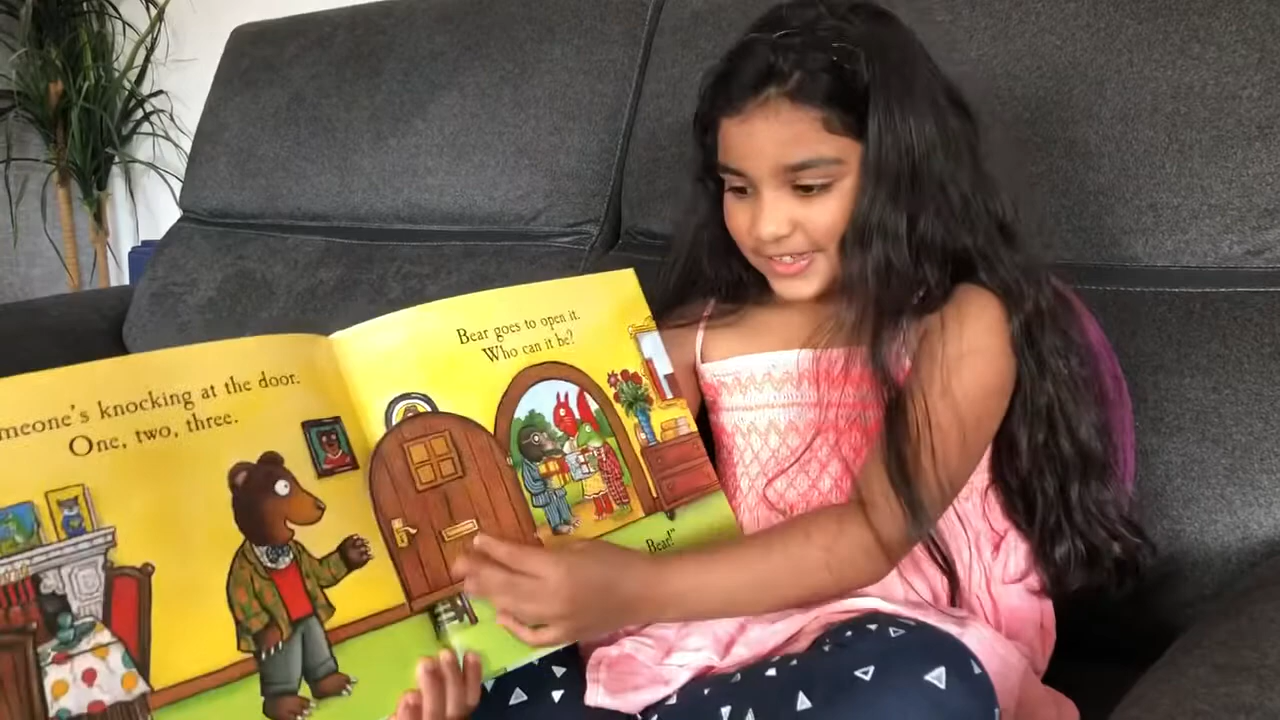 meone's knocking at the door.
One, two, three.
Bear goes to open it.
Who can it be?
Bear!"